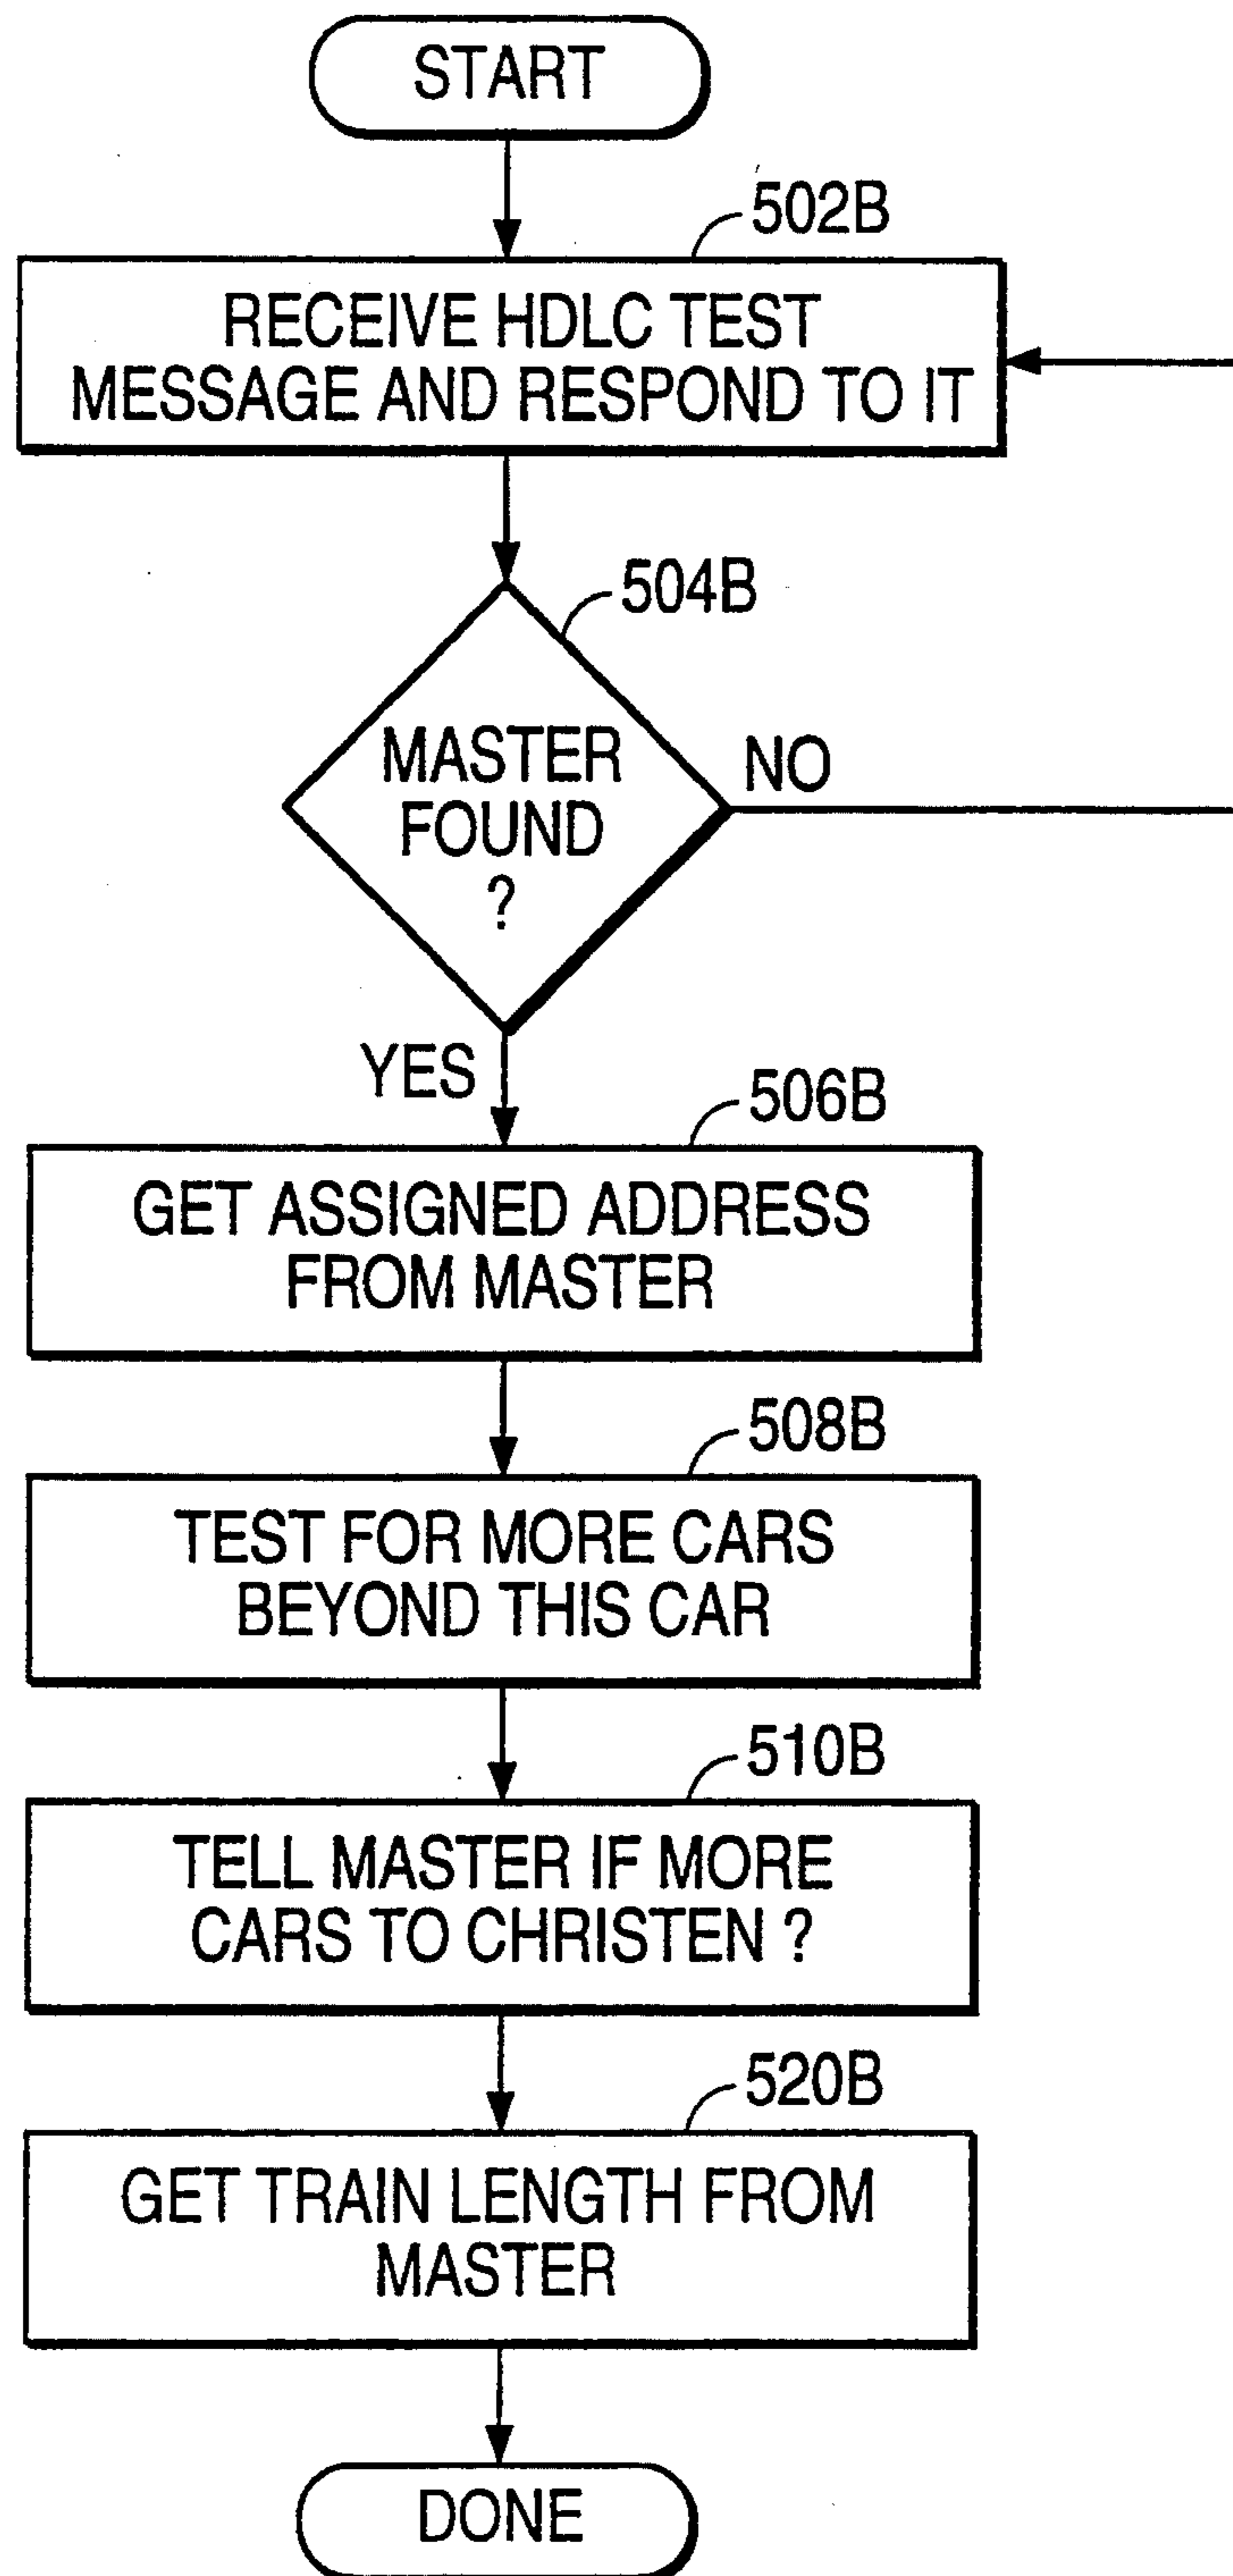 START
502B
RECEIVE HDLC TEST
MESSAGE AND RESPOND TO IT
504B
MASTER
FOUND
?
NO
YES
506B
GET ASSIGNED ADDRESS
FROM MASTER
508B
TEST FOR MORE CARS
BEYOND THIS CAR
510B
TELL MASTER IF MORE
CARS TO CHRISTEN ?
520B
GET TRAIN LENGTH FROM
MASTER
DONE